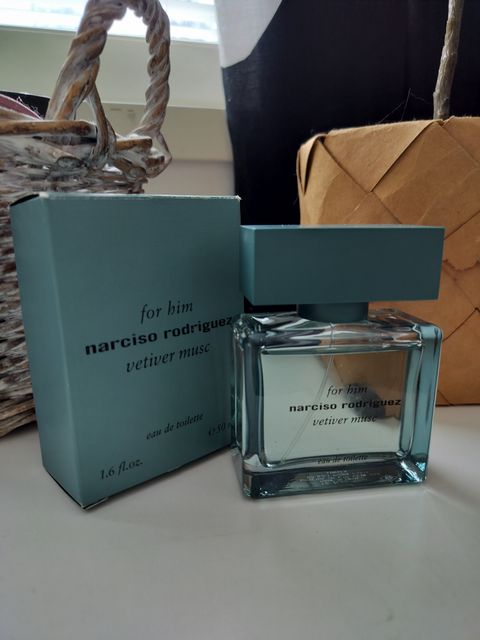 for him
narciso rodriguez
vetiver musc
eau de toilette
℮50
1.6 fl.oz.
for him
narciso rodriguez
vetiver musc
eau de toilette